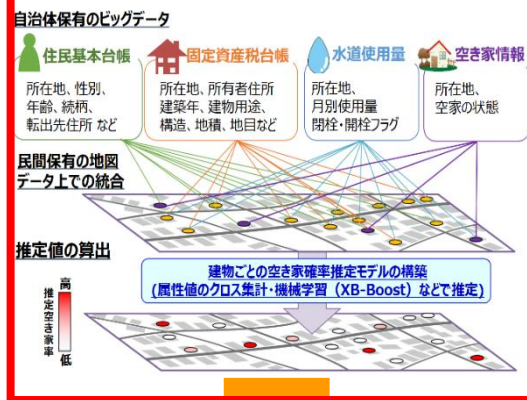 自治体保有のビッグデータ
住民基本台帳
所在地、性別、
年齢、続柄、
転出先住所 など
固定資産税台帳
所在地、所有者住所
建築年、建物用途、
構造、地積、地目など
水道使用量
所在地、
月別使用量
閉栓・開栓フラグ
空き家情報
所在地、
空家の状態
民間保有の地図
データ上での統合
推定値の算出
建物ごとの空き家確率推定モデルの構築
(属性値のクロス集計・機械学習（XB-Boost）などで推定)
高
推定空き家率
低